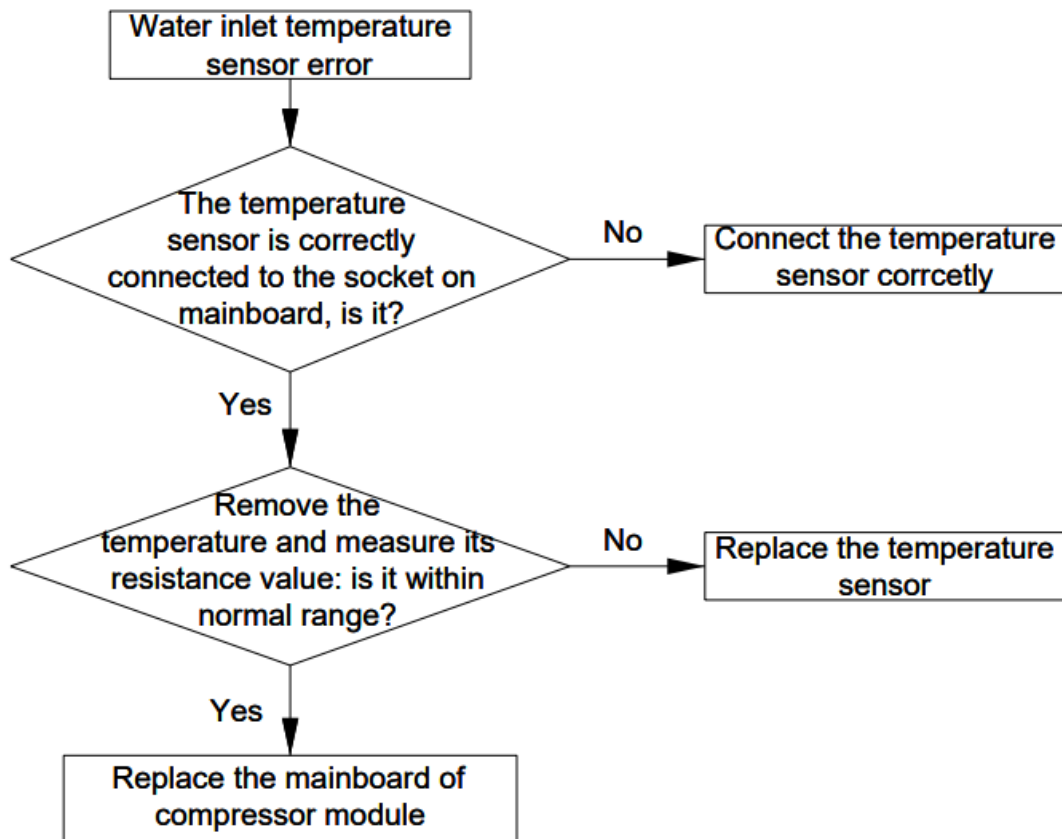 Water inlet temperature
sensor error
The temperature
sensor is correctly
connected to the socket on
mainboard, is it?
No
Connect the temperature
sensor corrcetly
Yes
Remove the
temperature and measure its
resistance value: is it within
normal range?
No
Replace the temperature
sensor
Yes
Replace the mainboard of
compressor module